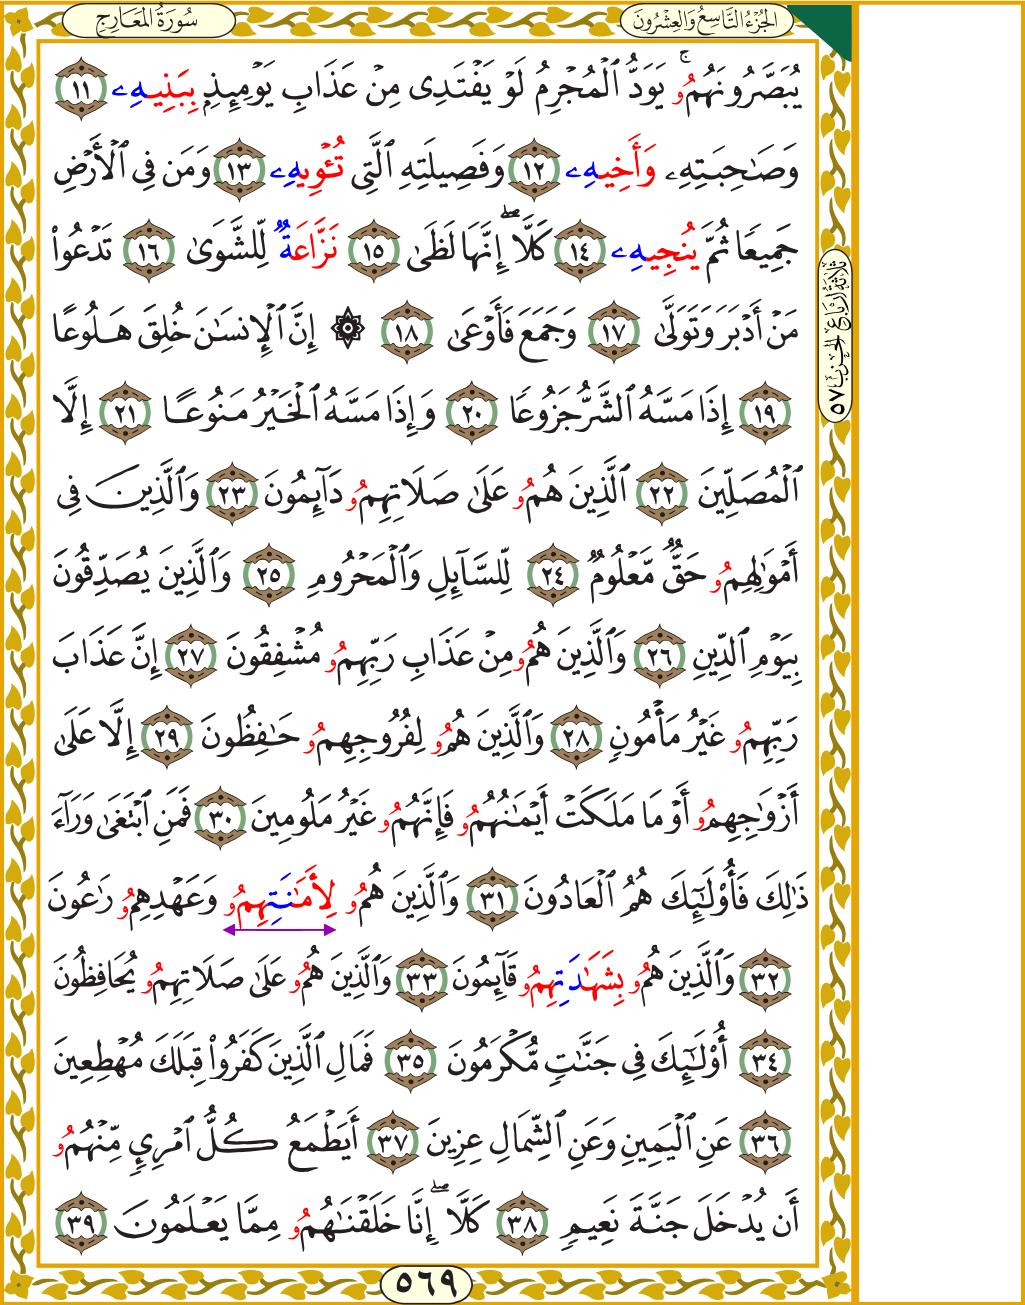 الجُزْءُ التَّاسِعُ وَالعِشْرُونَ
سُورَةُ المَعَارِجِ
يُبَصَّرُونَهُمُۥ ۚ يَوَدُّ ٱلْمُجْرِمُ لَوْ يَفْتَدِى مِنْ عَذَابِ يَوْمِئِذٍۭ بِبَنِيهِۦ ١١
وَصَٰحِبَتِهِۦ وَأَخِيهِۦ ١٢ وَفَصِيلَتِهِ ٱلَّتِى تُـْٔوِيهِۦ ١٣ وَمَن فِى ٱلْأَرْضِ
جَمِيعًا ثُمَّ يُنجِيهِۦ ١٤ كَلَّآ ۖ إِنَّهَا لَظَىٰ ١٥ نَزَّاعَةٌ لِّلشَّوَىٰ ١٦ تَدْعُوا۟
مَنْ أَدْبَرَ وَتَوَلَّىٰ ١٧ وَجَمَعَ فَأَوْعَىٰ ١٨ ۞ إِنَّ ٱلْإِنسَٰنَ خُلِقَ هَلُوعًا
١٩ إِذَا مَسَّهُ ٱلشَّرُّ جَزُوعًا ٢٠ وَإِذَا مَسَّهُ ٱلْخَيْرُ مَنُوعًا ٢١ إِلَّا
ٱلْمُصَلِّينَ ٢٢ ٱلَّذِينَ هُمُۥ عَلَىٰ صَلَاتِهِمُۥ دَآئِمُونَ ٢٣ وَٱلَّذِينَ فِى
أَمْوَٰلِهِمُۥ حَقٌّ مَّعْلُومٌ ٢٤ لِّلسَّآئِلِ وَٱلْمَحْرُومِ ٢٥ وَٱلَّذِينَ يُصَدِّقُونَ
بِيَوْمِ ٱلدِّينِ ٢٦ وَٱلَّذِينَ هُمُۥ مِنْ عَذَابِ رَبِّهِمُۥ مُشْفِقُونَ ٢٧ إِنَّ عَذَابَ
رَبِّهِمُۥ غَيْرُ مَأْمُونٍ ٢٨ وَٱلَّذِينَ هُمُۥ لِفُرُوجِهِمُۥ حَٰفِظُونَ ٢٩ إِلَّا عَلَىٰ
أَزْوَٰجِهِمُۥ أَوْ مَا مَلَكَتْ أَيْمَٰنُهُمُۥ فَإِنَّهُمُۥ غَيْرُ مَلُومِينَ ٣٠ فَمَنِ ٱبْتَغَىٰ وَرَآءَ
ذَٰلِكَ فَأُو۟لَٰٓئِكَ هُمُ ٱلْعَادُونَ ٣١ وَٱلَّذِينَ هُمُۥ لِأَمَٰنَتِهِمُۥ وَعَهْدِهِمُۥ رَٰعُونَ
٣٢ وَٱلَّذِينَ هُمُۥ بِشَهَٰدَتِهِمُۥ قَآئِمُونَ ٣٣ وَٱلَّذِينَ هُمُۥ عَلَىٰ صَلَاتِهِمُۥ يُحَافِظُونَ
٣٤ أُو۟لَٰٓئِكَ فِى جَنَّٰتٍ مُّكْرَمُونَ ٣٥ فَمَالِ ٱلَّذِينَ كَفَرُوا۟ قِبَلَكَ مُهْطِعِينَ
٣٦ عَنِ ٱلْيَمِينِ وَعَنِ ٱلشِّمَالِ عِزِينَ ٣٧ أَيَطْمَعُ كُلُّ ٱمْرِئٍ مِّنْهُمُۥ
أَن يُدْخَلَ جَنَّةَ نَعِيمٍ ٣٨ كَلَّآ ۖ إِنَّا خَلَقْنَٰهُمُۥ مِمَّا يَعْلَمُونَ ٣٩
ثَلَاثَةُ أَرْبَاعِ الحِزْبِ ٥٧
٥٦٩